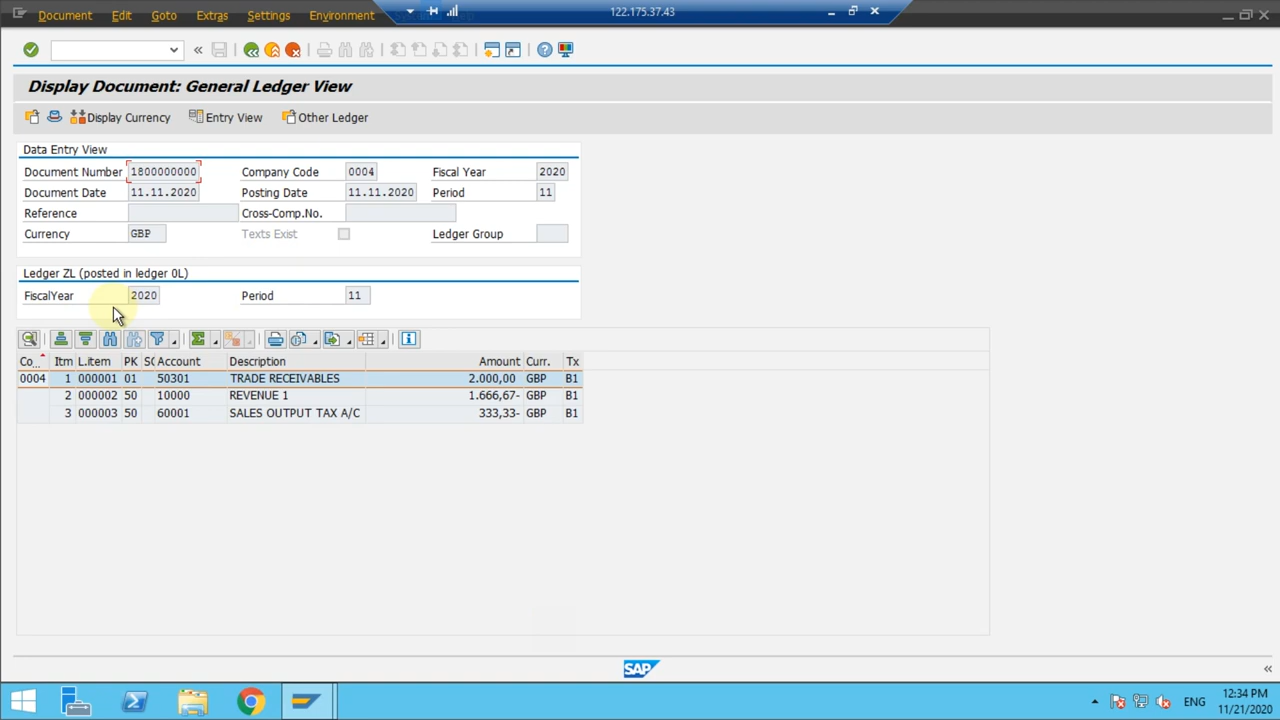 Document Edit Goto Extras Settings Environment 122.175.37.43
Display Document: General Ledger View
Display Currency Entry View Other Ledger
Data Entry View
Document Number 1800000000 Company Code 0004 Fiscal Year 2020
Document Date 11.11.2020 Posting Date 11.11.2020 Period 11
Reference Cross-Comp.No.
Currency GBP Texts Exist Ledger Group
Ledger ZL (posted in ledger 0L)
FiscalYear 2020 Period 11
Co... Itm L.item PK SG Account Description Amount Curr. Tx
0004 1 000001 01 50301 TRADE RECEIVABLES 2.000,00 GBP B1
2 000002 50 10000 REVENUE 1 1.666,67- GBP B1
3 000003 50 60001 SALES OUTPUT TAX A/C 333,33- GBP B1
SAP
ENG 12:34 PM
11/21/2020